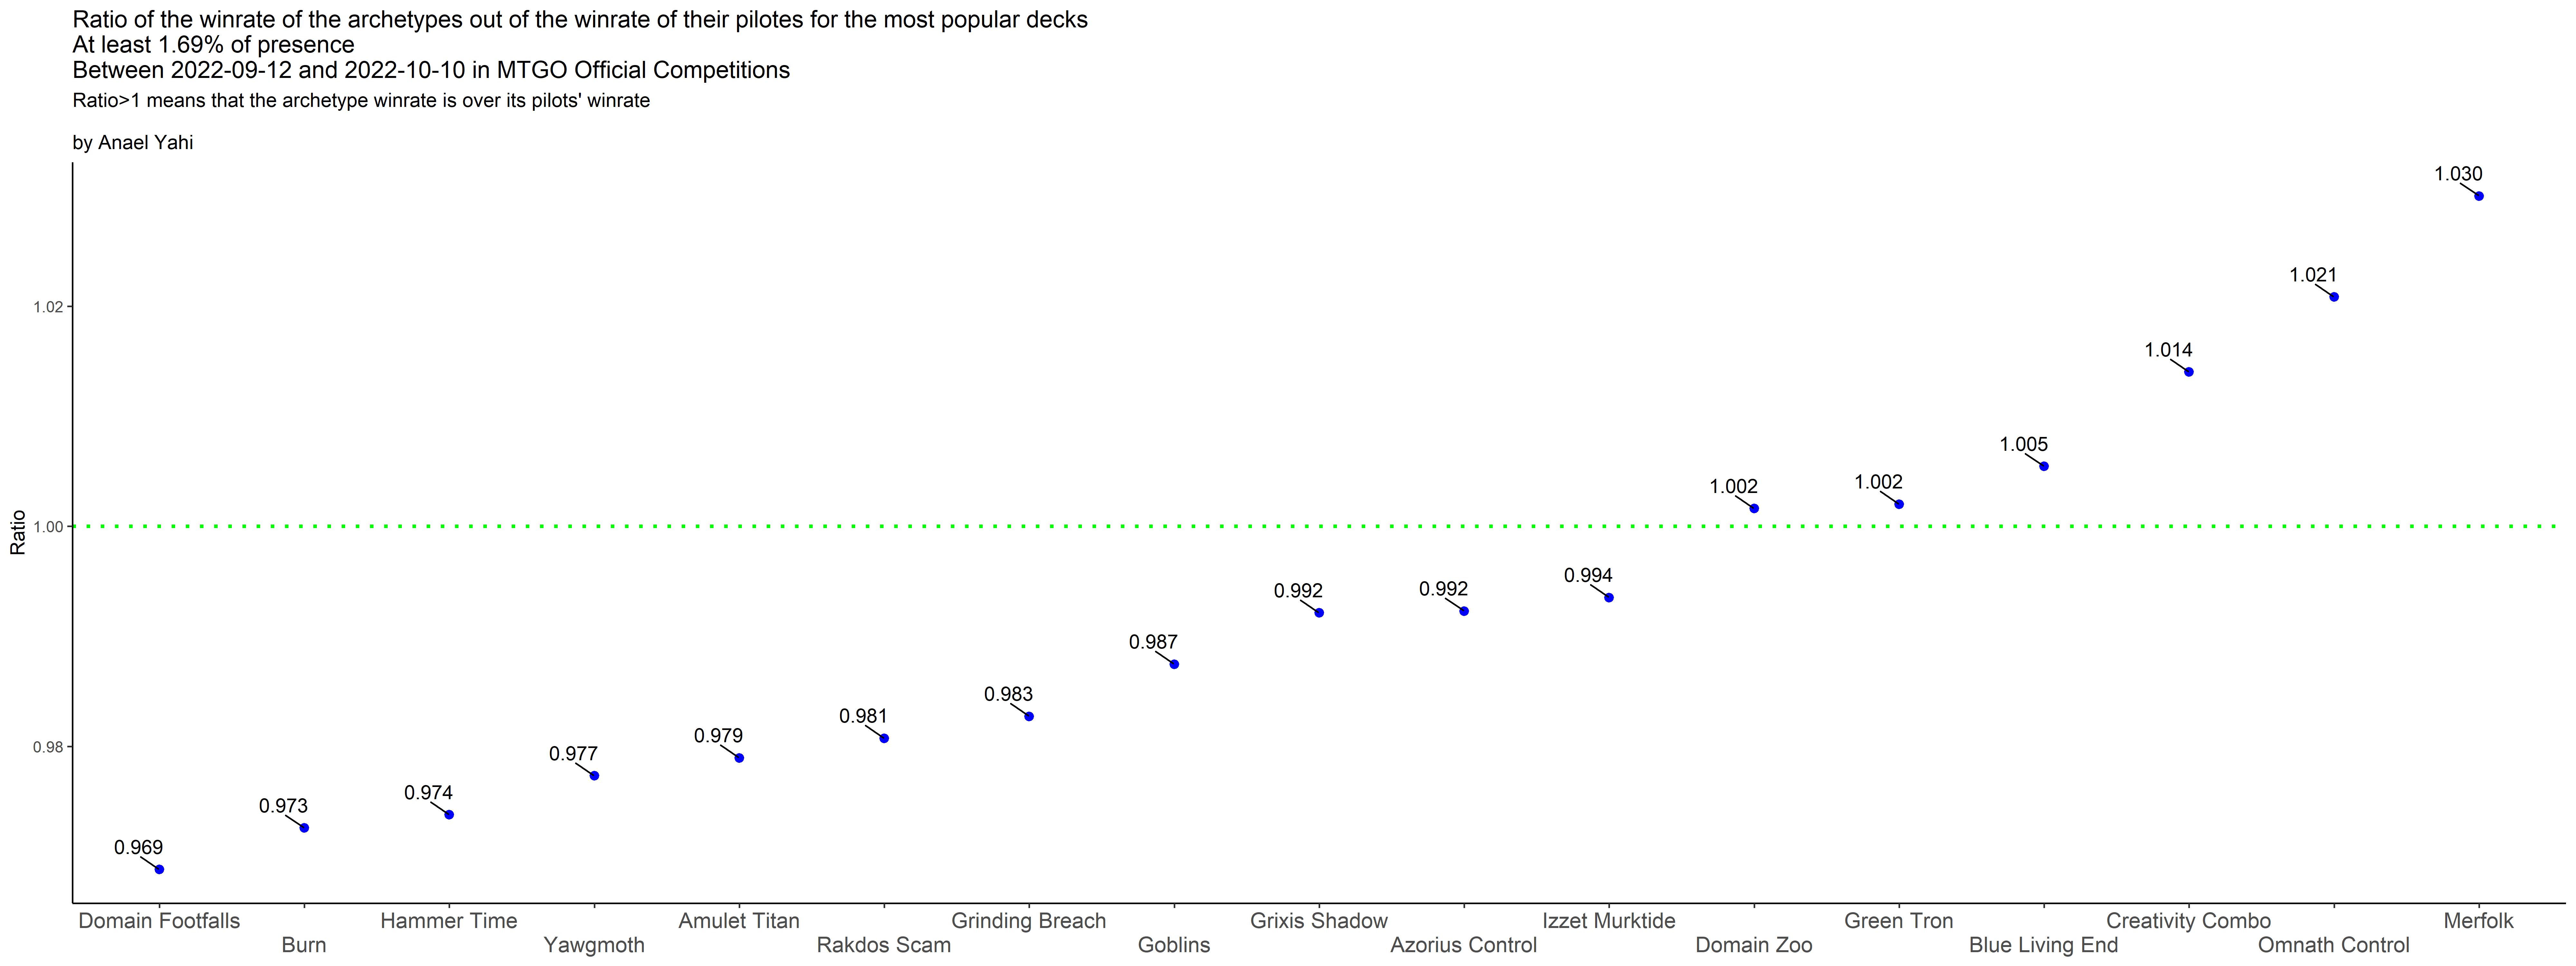 Ratio of the winrate of the archetypes out of the winrate of their pilotes for the most popular decks
At least 1.69% of presence
Between 2022-09-12 and 2022-10-10 in MTGO Official Competitions
Ratio>1 means that the archetype winrate is over its pilots' winrate
by Anael Yahi
Ratio
1.02
1.00
0.98
0.969
0.973
0.974
0.977
0.979
0.981
0.983
0.987
0.992
0.992
0.994
1.002
1.002
1.005
1.014
1.021
1.030
Domain Footfalls
Burn
Hammer Time
Yawgmoth
Amulet Titan
Rakdos Scam
Grinding Breach
Goblins
Grixis Shadow
Azorius Control
Izzet Murktide
Domain Zoo
Green Tron
Blue Living End
Creativity Combo
Omnath Control
Merfolk